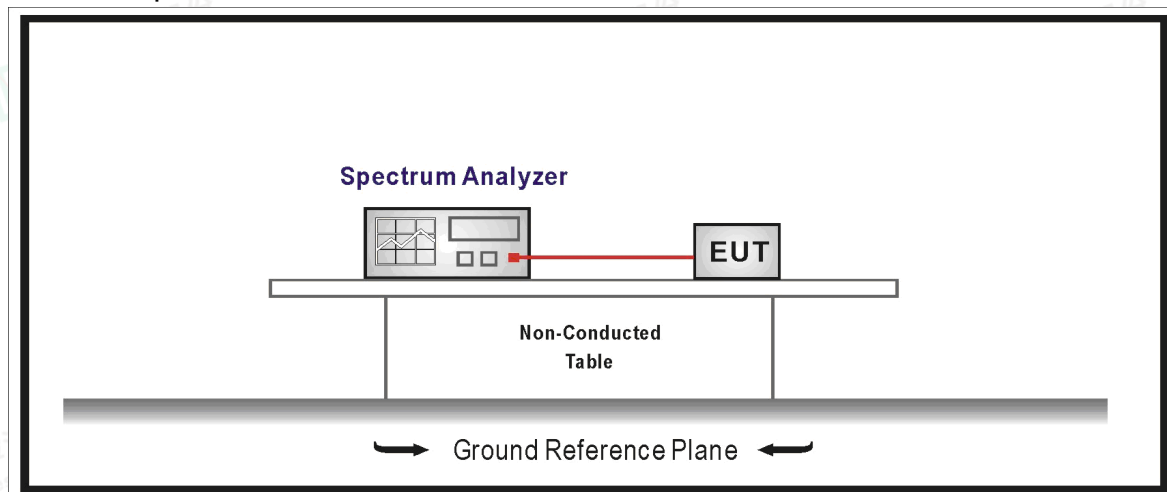 Spectrum Analyzer
EUT
Non-Conducted
Table
Ground Reference Plane